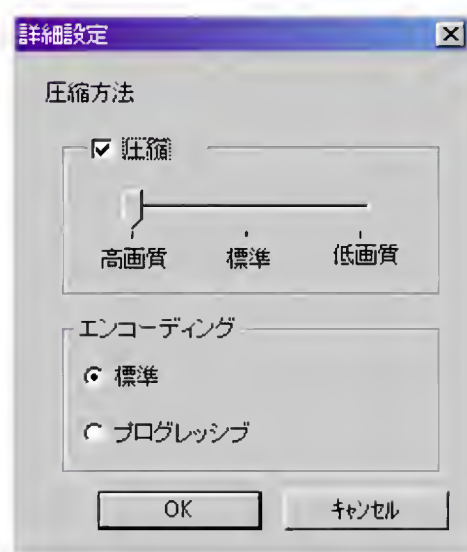 詳細設定
圧縮方法
圧縮
高画質 標準 低画質
エンコーディング
標準
プログレッシブ
OK キャンセル